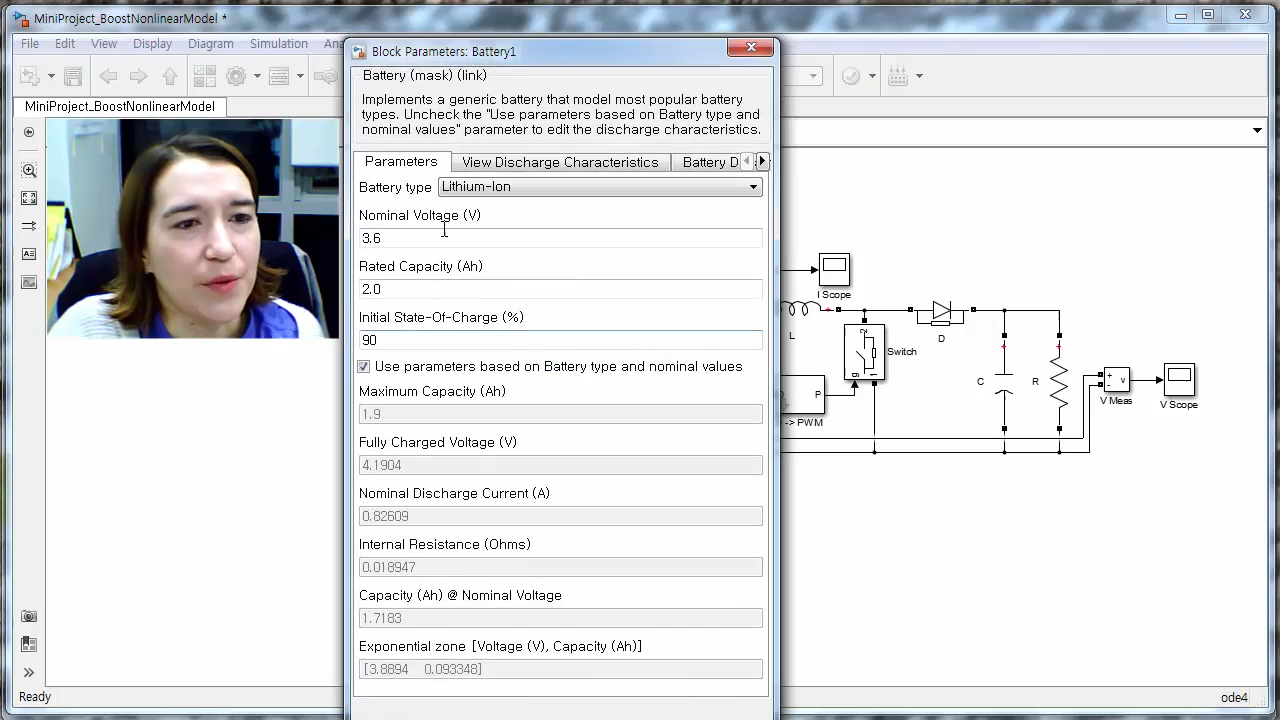 MiniProject_BoostNonlinearModel *
File Edit View Display Diagram Simulation
MiniProject_BoostNonlinearModel
Block Parameters: Battery1
Battery (mask) (link)
Implements a generic battery that model most popular battery
types. Uncheck the "Use parameters based on Battery type and
nominal values" parameter to edit the discharge characteristics.
Parameters View Discharge Characteristics Battery D
Battery type Lithium-Ion
Nominal Voltage (V)
3.6
Rated Capacity (Ah)
2.0
Initial State-Of-Charge (%)
90
Use parameters based on Battery type and nominal values
Maximum Capacity (Ah)
1.9
Fully Charged Voltage (V)
4.1904
Nominal Discharge Current (A)
0.82609
Internal Resistance (Ohms)
0.018947
Capacity (Ah) @ Nominal Voltage
1.7183
Exponential zone [Voltage (V), Capacity (Ah)]
[3.8894 0.093348]
I Scope
L
Switch
D
C
R
P
-> PWM
+
-
v
V Meas
V Scope
Ready
ode4